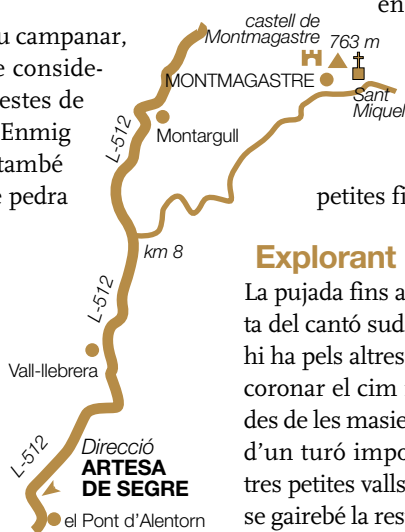 u campanar,
e conside-
estes de
Enmig
també
e pedra
en
castell de
Montmagastre
763 m
MONTMAGASTRE
Sant
Miquel
Montargull
L-512
km 8
L-512
Vall-llebrera
L-512
Direcció
ARTESA
DE SEGRE
el Pont d'Alentorn
petites fi
Explorant
La pujada fins a
ta del cantó sud
hi ha pels altres
coronar el cim
des de les masie
d'un turó impo
tres petites valls
se gairebé la res